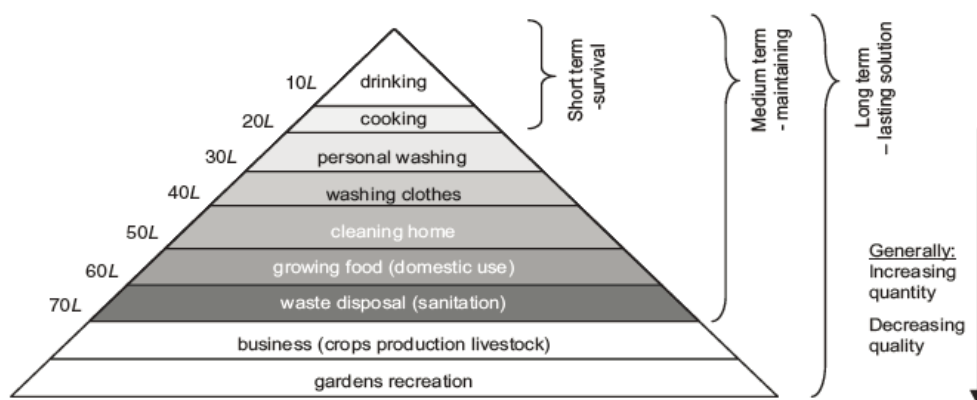 10L
drinking
20L
cooking
30L
personal washing
40L
washing clothes
50L
cleaning home
60L
growing food (domestic use)
70L
waste disposal (sanitation)
business (crops production livestock)
gardens recreation
Short term
-survival
Medium term
- maintaining
Long term
– lasting solution
Generally:
Increasing
quantity
Decreasing
quality